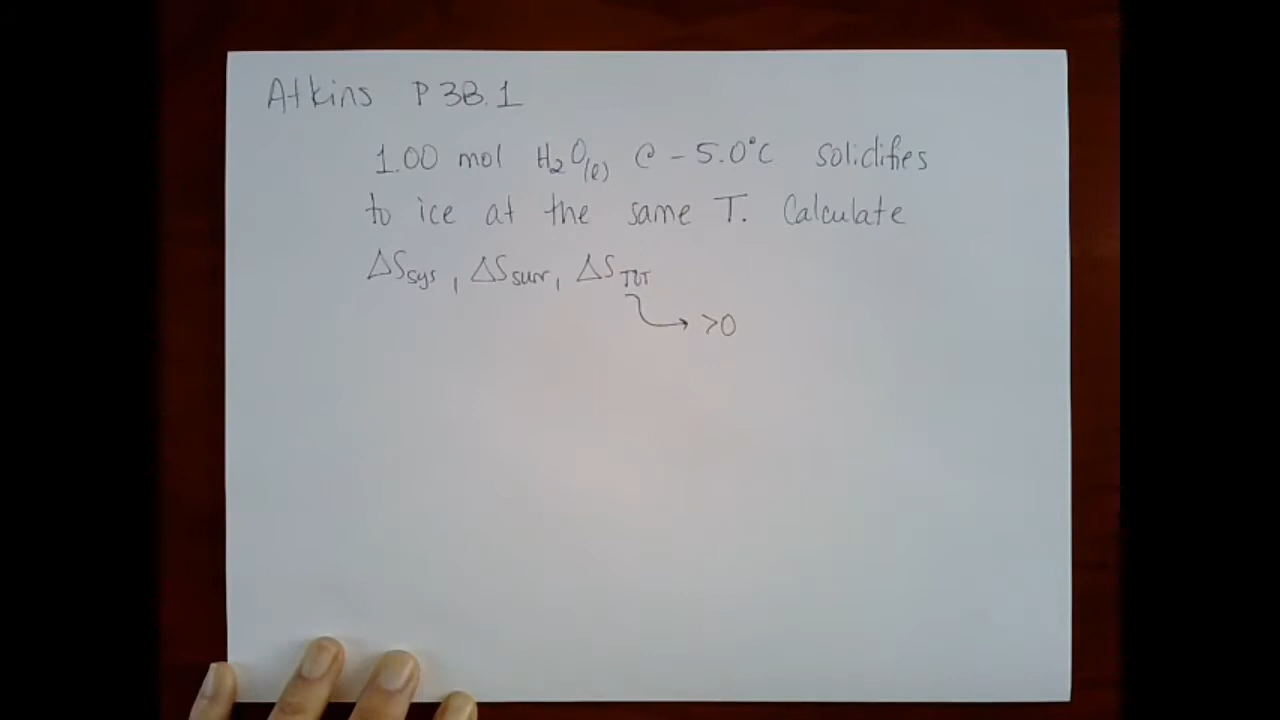 Atkins P3B.1
1.00 mol H₂O(l) @ -5.0°C solidifies
to ice at the same T. Calculate
ΔSsys, ΔSsurr, ΔSTOT
→ >0